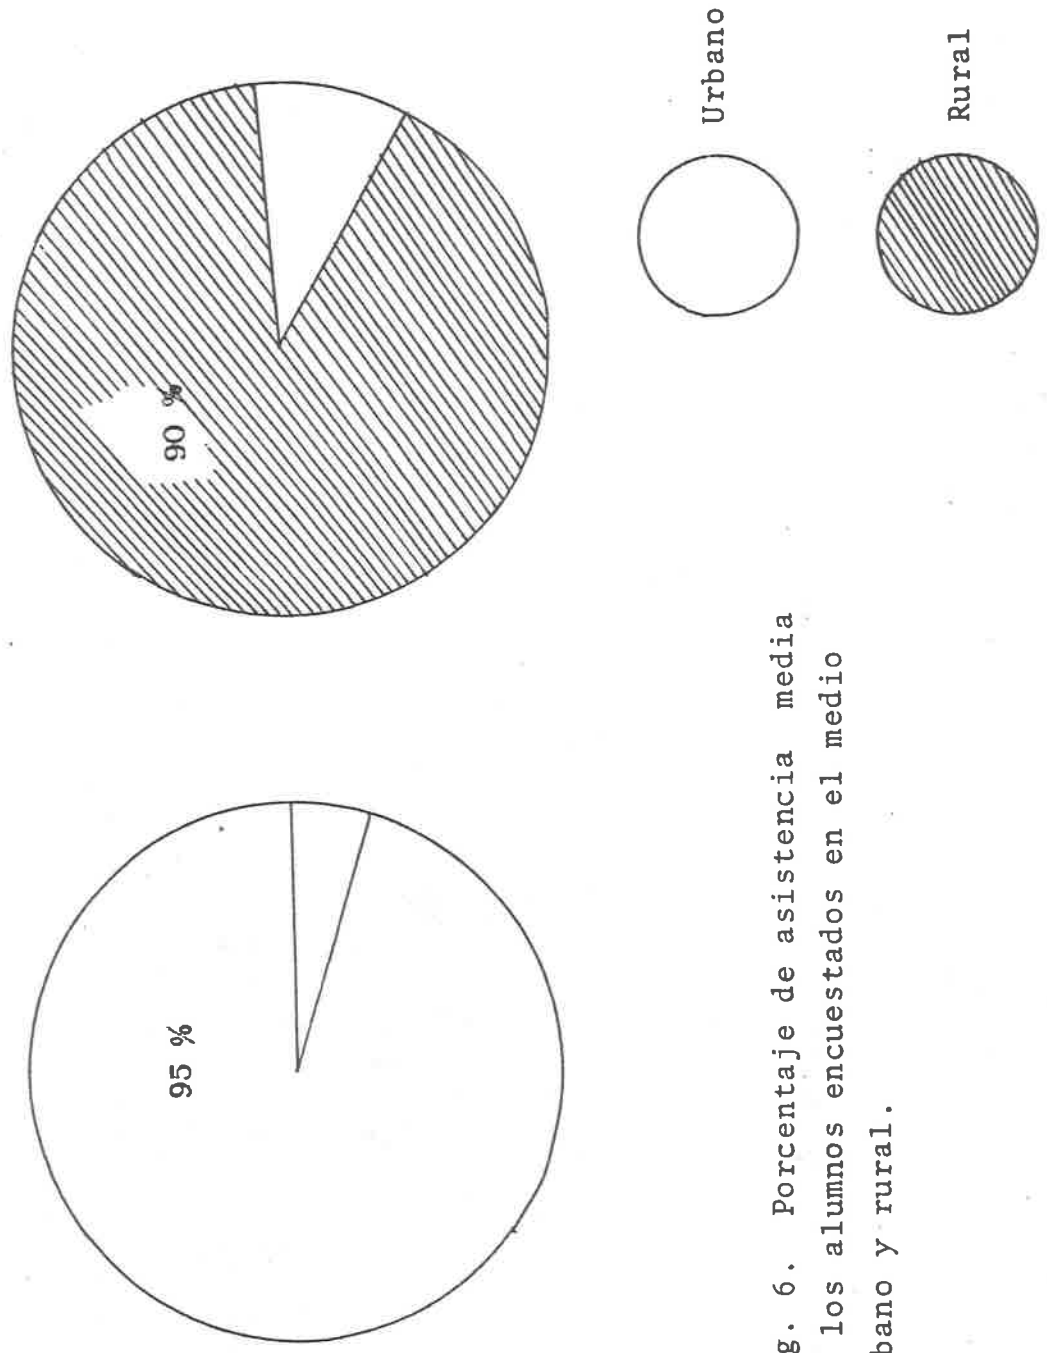 95 %
90 %
g. 6. Porcentaje de asistencia media
los alumnos encuestados en el medio
bano y rural.
Urbano
Rural